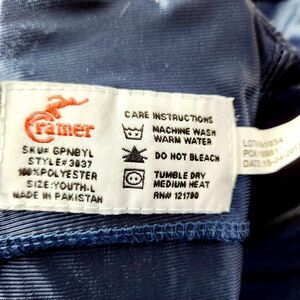 Cramer
SKU# GPNBYL
STYLE# 3037
100% POLYESTER
SIZE: YOUTH-L
MADE IN PAKISTAN
CARE INSTRUCTIONS
MACHINE WASH
WARM WATER
DO NOT BLEACH
TUMBLE DRY
MEDIUM HEAT
RN# 121780